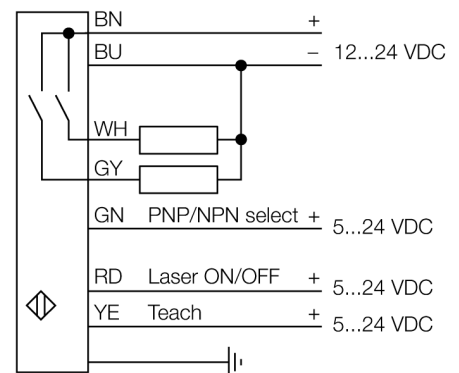 BN +
BU – 12...24 VDC
WH
GY
GN PNP/NPN select + 5...24 VDC
RD Laser ON/OFF + 5...24 VDC
YE Teach + 5...24 VDC